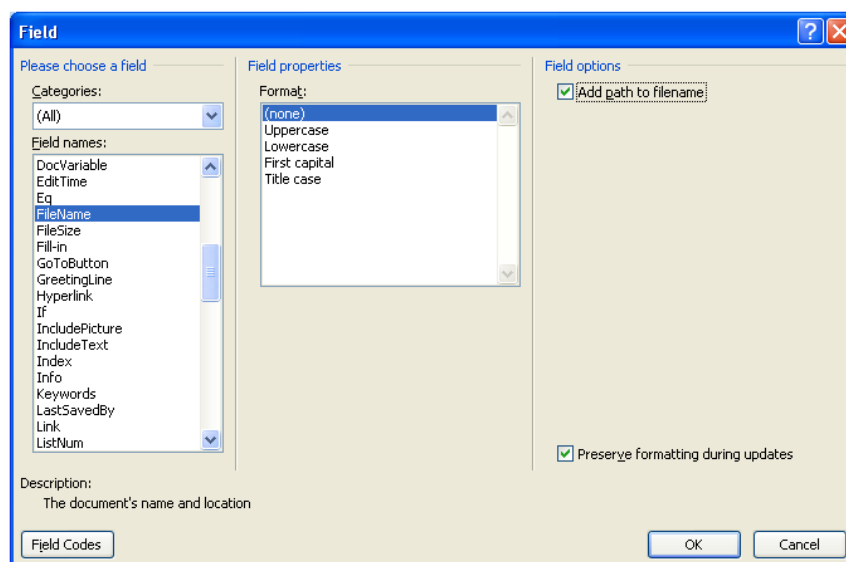 Field
Please choose a field
Categories:
(All)
Field names:
DocVariable
EditTime
Eq
FileName
FileSize
Fill-in
GoToButton
GreetingLine
Hyperlink
If
IncludePicture
IncludeText
Index
Info
Keywords
LastSavedBy
Link
ListNum
Field properties
Format:
(none)
Uppercase
Lowercase
First capital
Title case
Field options
Add path to filename
Preserve formatting during updates
Description:
The document's name and location
Field Codes
OK
Cancel